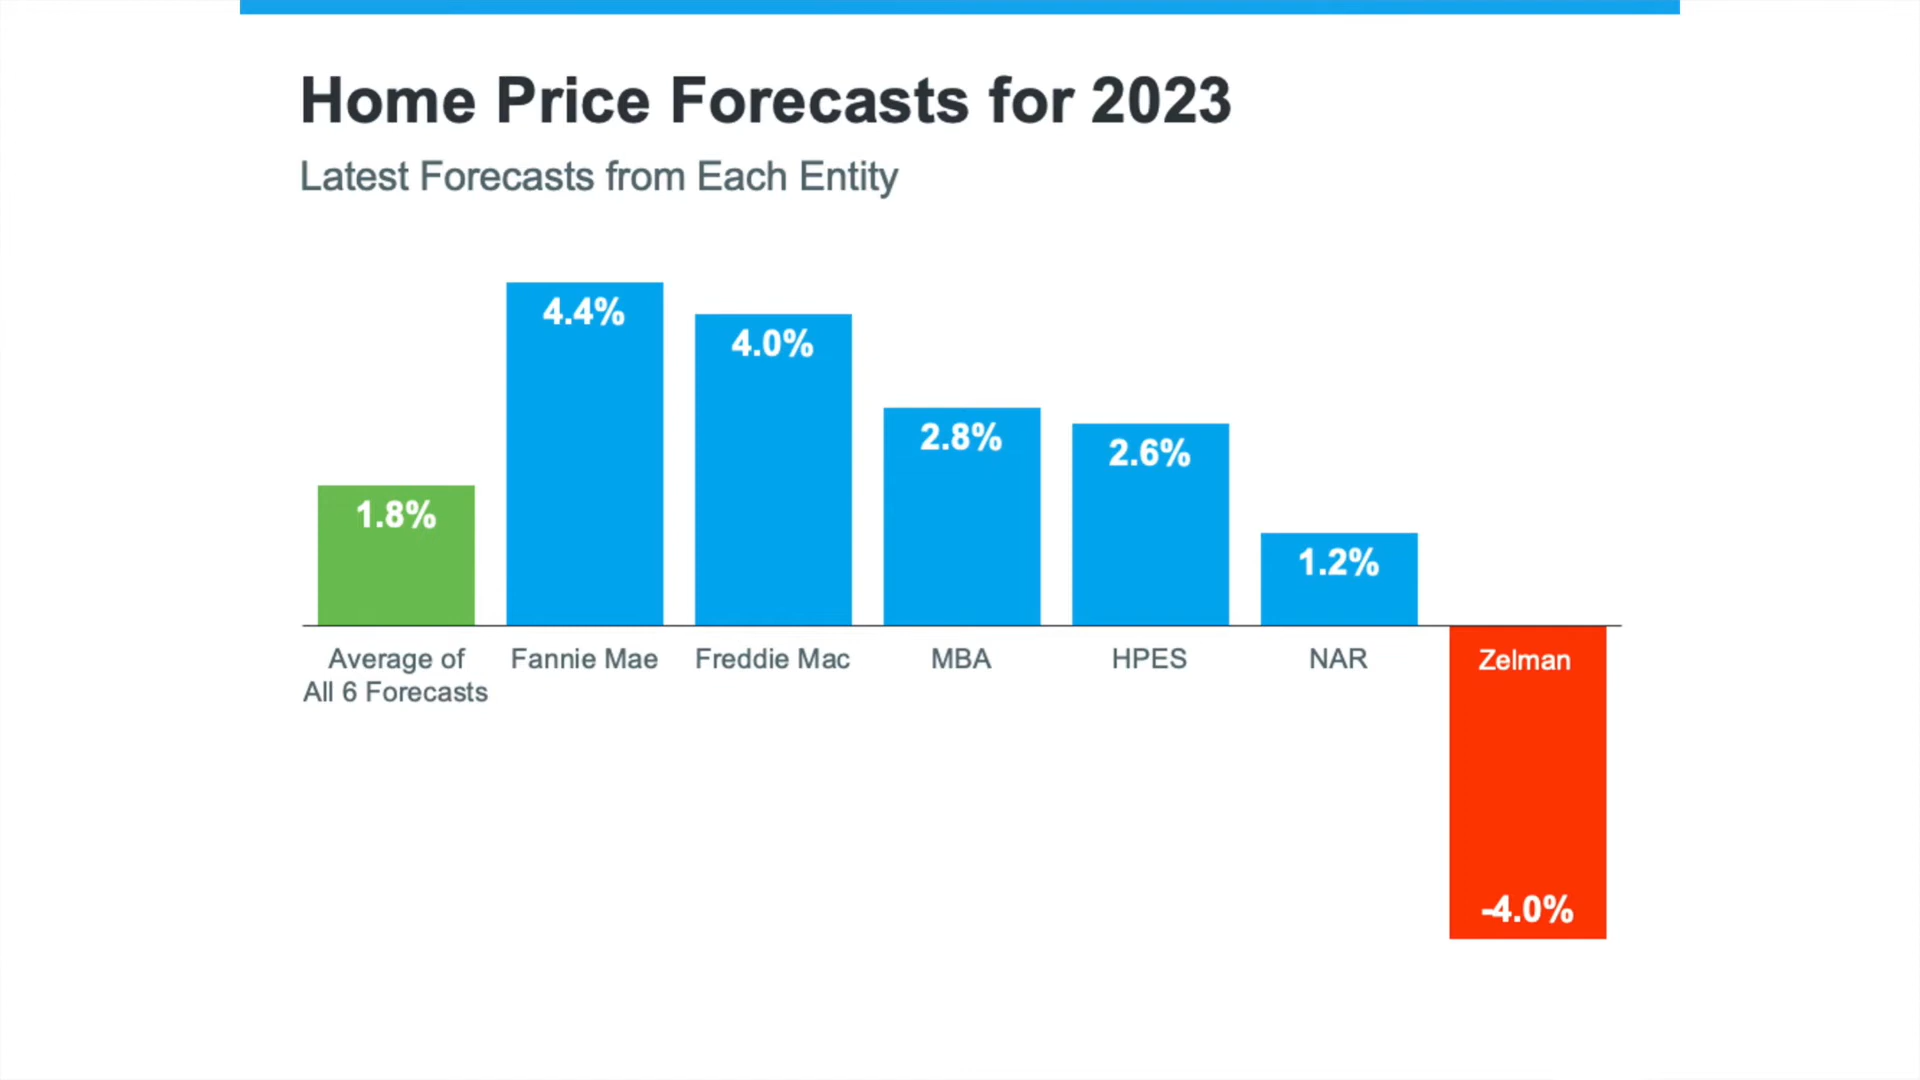 Home Price Forecasts for 2023
Latest Forecasts from Each Entity
4.4%
4.0%
2.8%
2.6%
1.8%
1.2%
Average of
All 6 Forecasts
Fannie Mae
Freddie Mac
MBA
HPES
NAR
Zelman
-4.0%